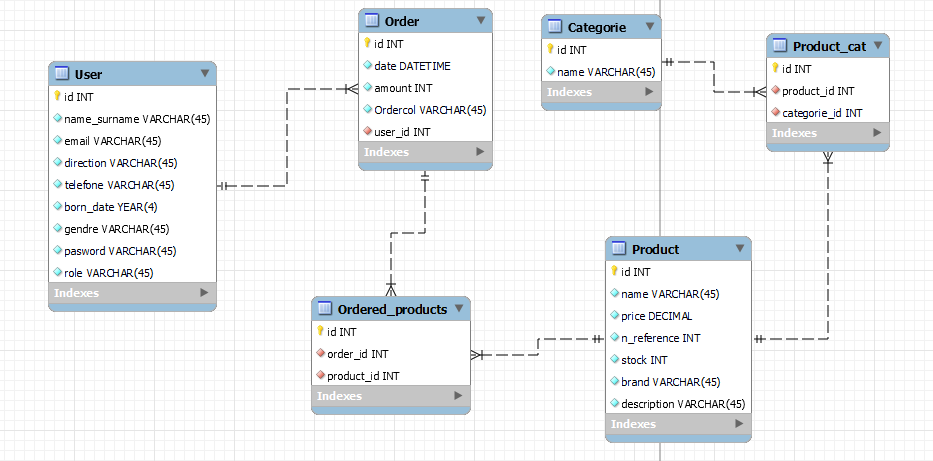 User
id INT
name_surname VARCHAR(45)
email VARCHAR(45)
direction VARCHAR(45)
telefone VARCHAR(45)
born_date YEAR(4)
gendre VARCHAR(45)
pasword VARCHAR(45)
role VARCHAR(45)
Indexes
Order
id INT
date DATETIME
amount INT
Ordercol VARCHAR(45)
user_id INT
Indexes
Categorie
id INT
name VARCHAR(45)
Indexes
Product_cat
id INT
product_id INT
categorie_id INT
Indexes
Ordered_products
id INT
order_id INT
product_id INT
Indexes
Product
id INT
name VARCHAR(45)
price DECIMAL
n_reference INT
stock INT
brand VARCHAR(45)
description VARCHAR(45)
Indexes